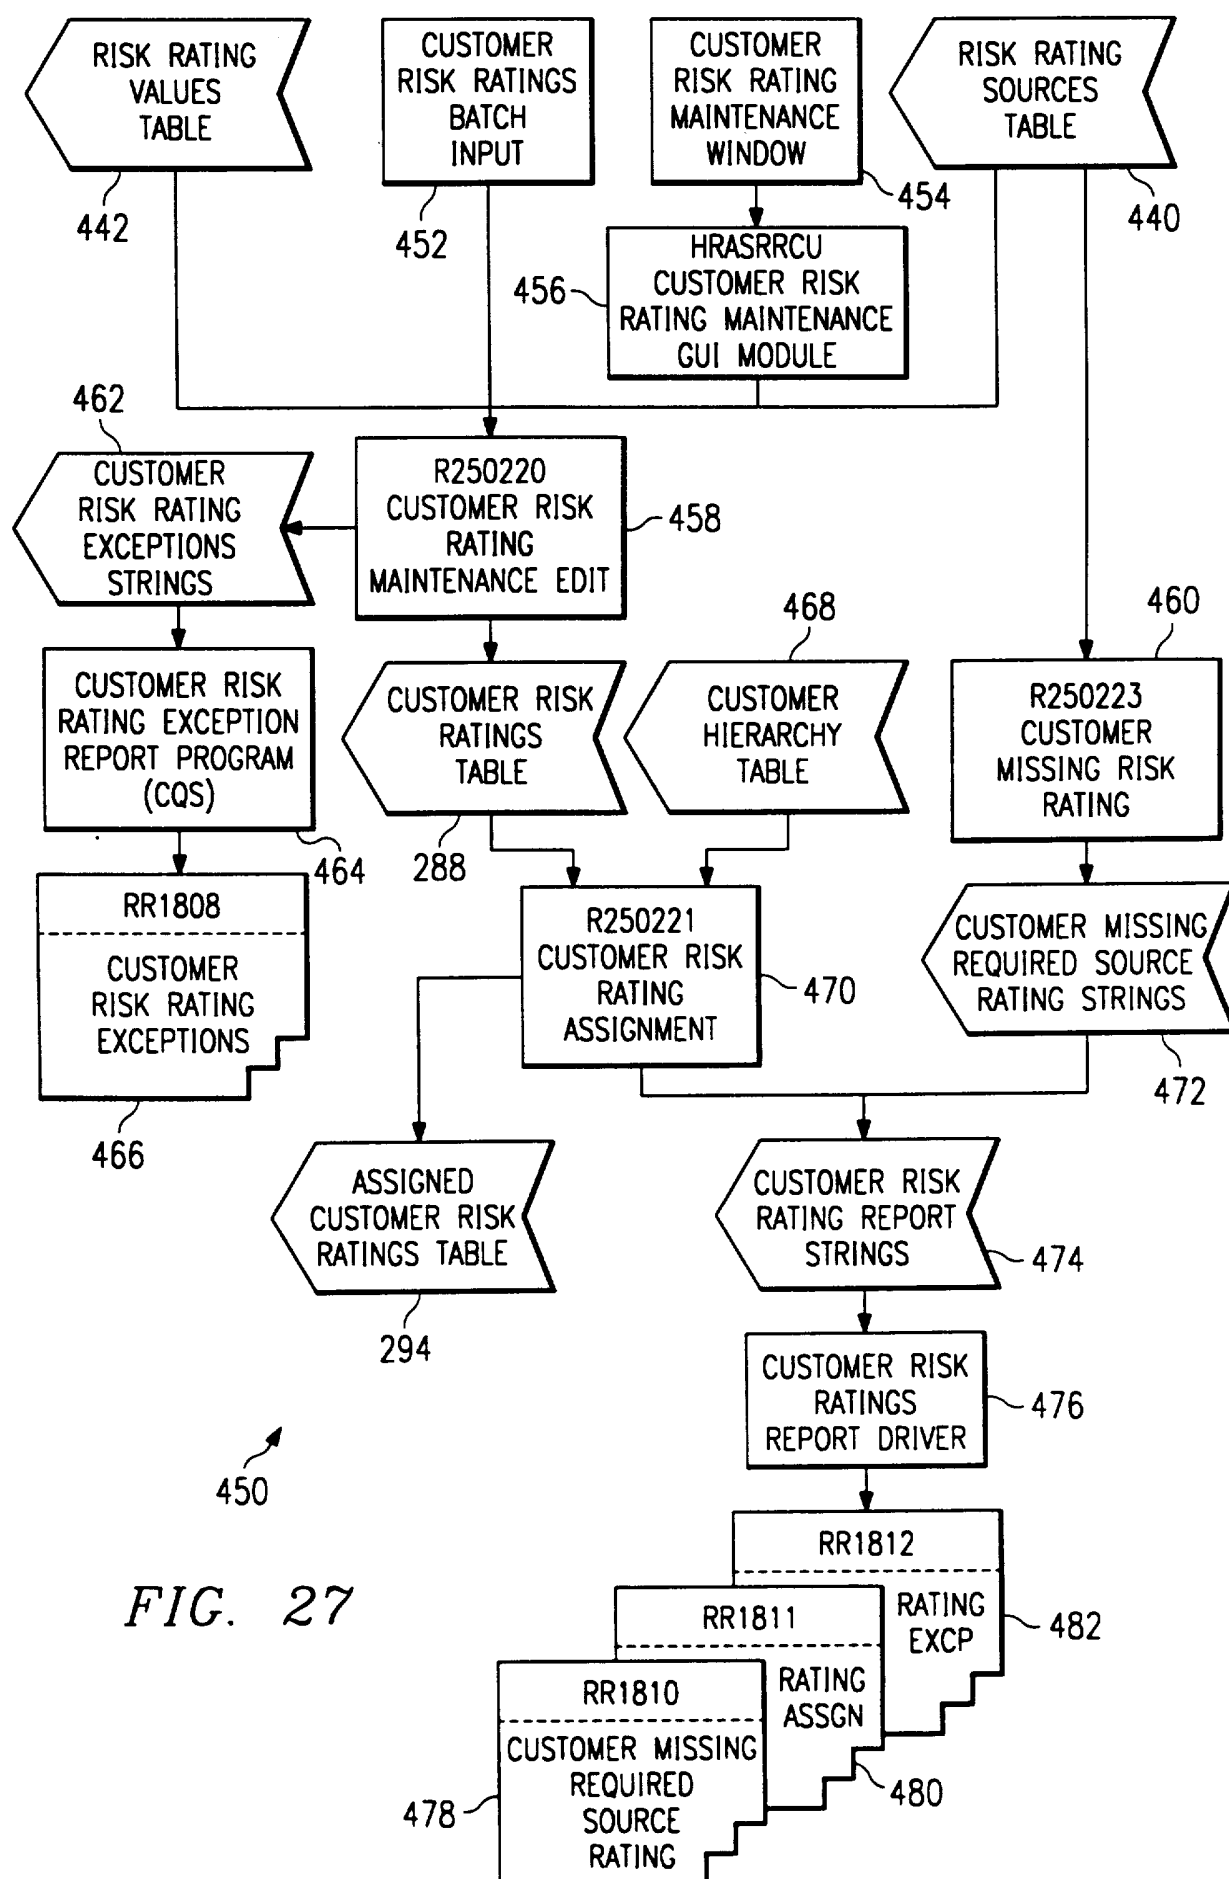 RISK RATING
VALUES
TABLE
442
CUSTOMER
RISK RATINGS
BATCH
INPUT
452
CUSTOMER
RISK RATING
MAINTENANCE
WINDOW
454
RISK RATING
SOURCES
TABLE
440
456
HRASRRCU
CUSTOMER RISK
RATING MAINTENANCE
GUI MODULE
462
CUSTOMER
RISK RATING
EXCEPTIONS
STRINGS
R250220
CUSTOMER RISK
RATING
MAINTENANCE EDIT
458
CUSTOMER RISK
RATING EXCEPTION
REPORT PROGRAM
(CQS)
464
CUSTOMER RISK
RATINGS
TABLE
288
468
CUSTOMER
HIERARCHY
TABLE
460
R250223
CUSTOMER
MISSING RISK
RATING
RR1808
CUSTOMER
RISK RATING
EXCEPTIONS
466
R250221
CUSTOMER RISK
RATING
ASSIGNMENT
470
CUSTOMER MISSING
REQUIRED SOURCE
RATING STRINGS
472
ASSIGNED
CUSTOMER RISK
RATINGS TABLE
294
CUSTOMER RISK
RATING REPORT
STRINGS
474
CUSTOMER RISK
RATINGS
REPORT DRIVER
476
450
FIG. 27
RR1812
RATING
EXCP
482
RR1811
RATING
ASSGN
480
RR1810
CUSTOMER MISSING
REQUIRED
SOURCE
RATING
478